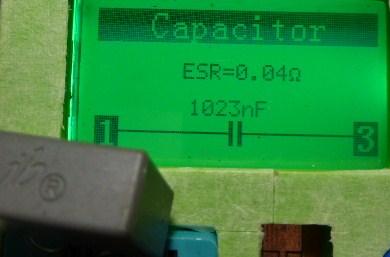 Capacitor
ESR=0.04Ω
1023nF
1 3
®